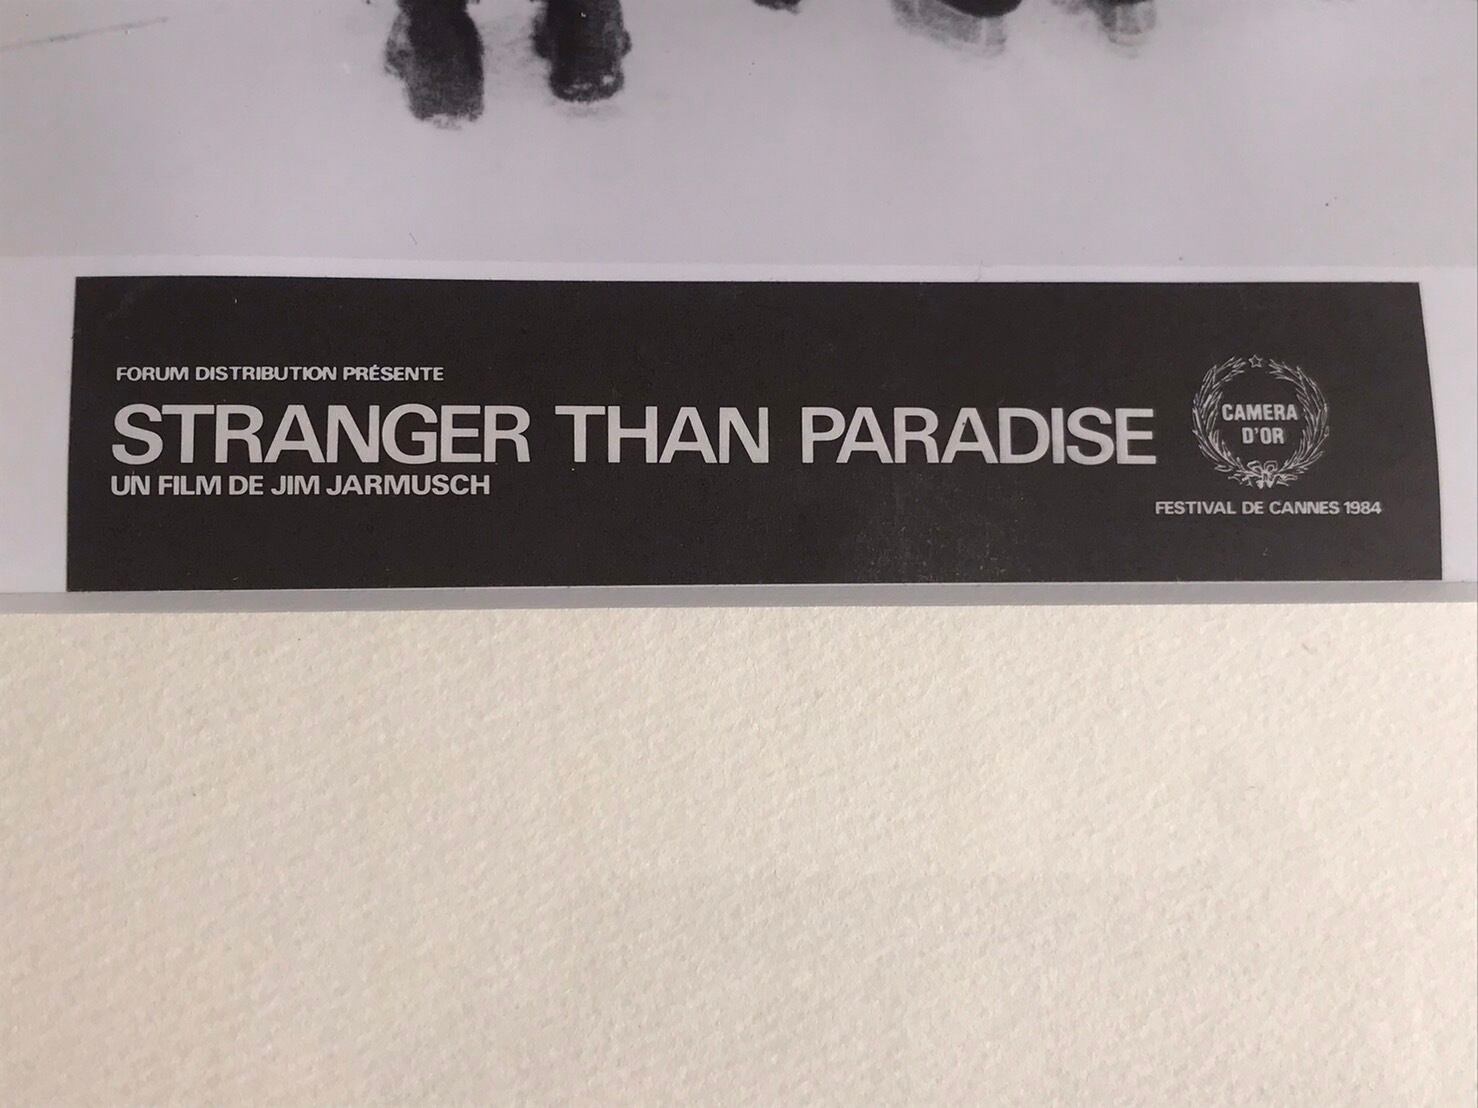 FORUM DISTRIBUTION PRÉSENTE
STRANGER THAN PARADISE
UN FILM DE JIM JARMUSCH
CAMERA
D'OR
FESTIVAL DE CANNES 1984